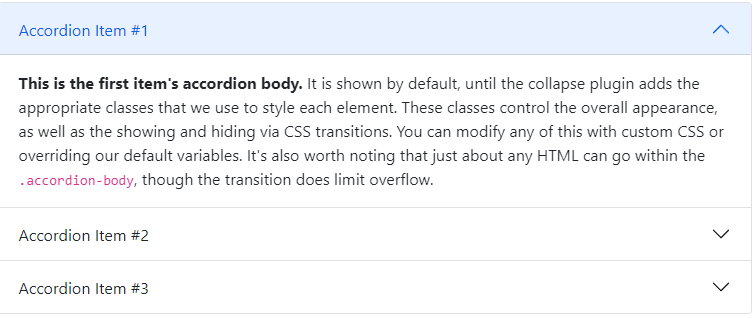 Accordion Item #1
This is the first item's accordion body. It is shown by default, until the collapse plugin adds the
appropriate classes that we use to style each element. These classes control the overall appearance,
as well as the showing and hiding via CSS transitions. You can modify any of this with custom CSS or
overriding our default variables. It's also worth noting that just about any HTML can go within the
.accordion-body, though the transition does limit overflow.
Accordion Item #2
Accordion Item #3